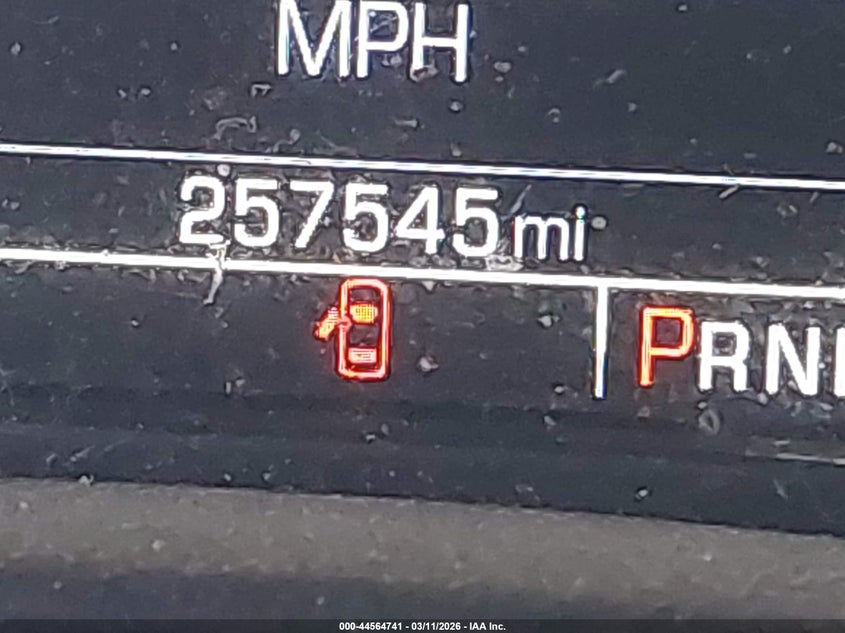 MPH
257545 mi
PRN
000-44564741 - 03/11/2026 - IAA Inc.